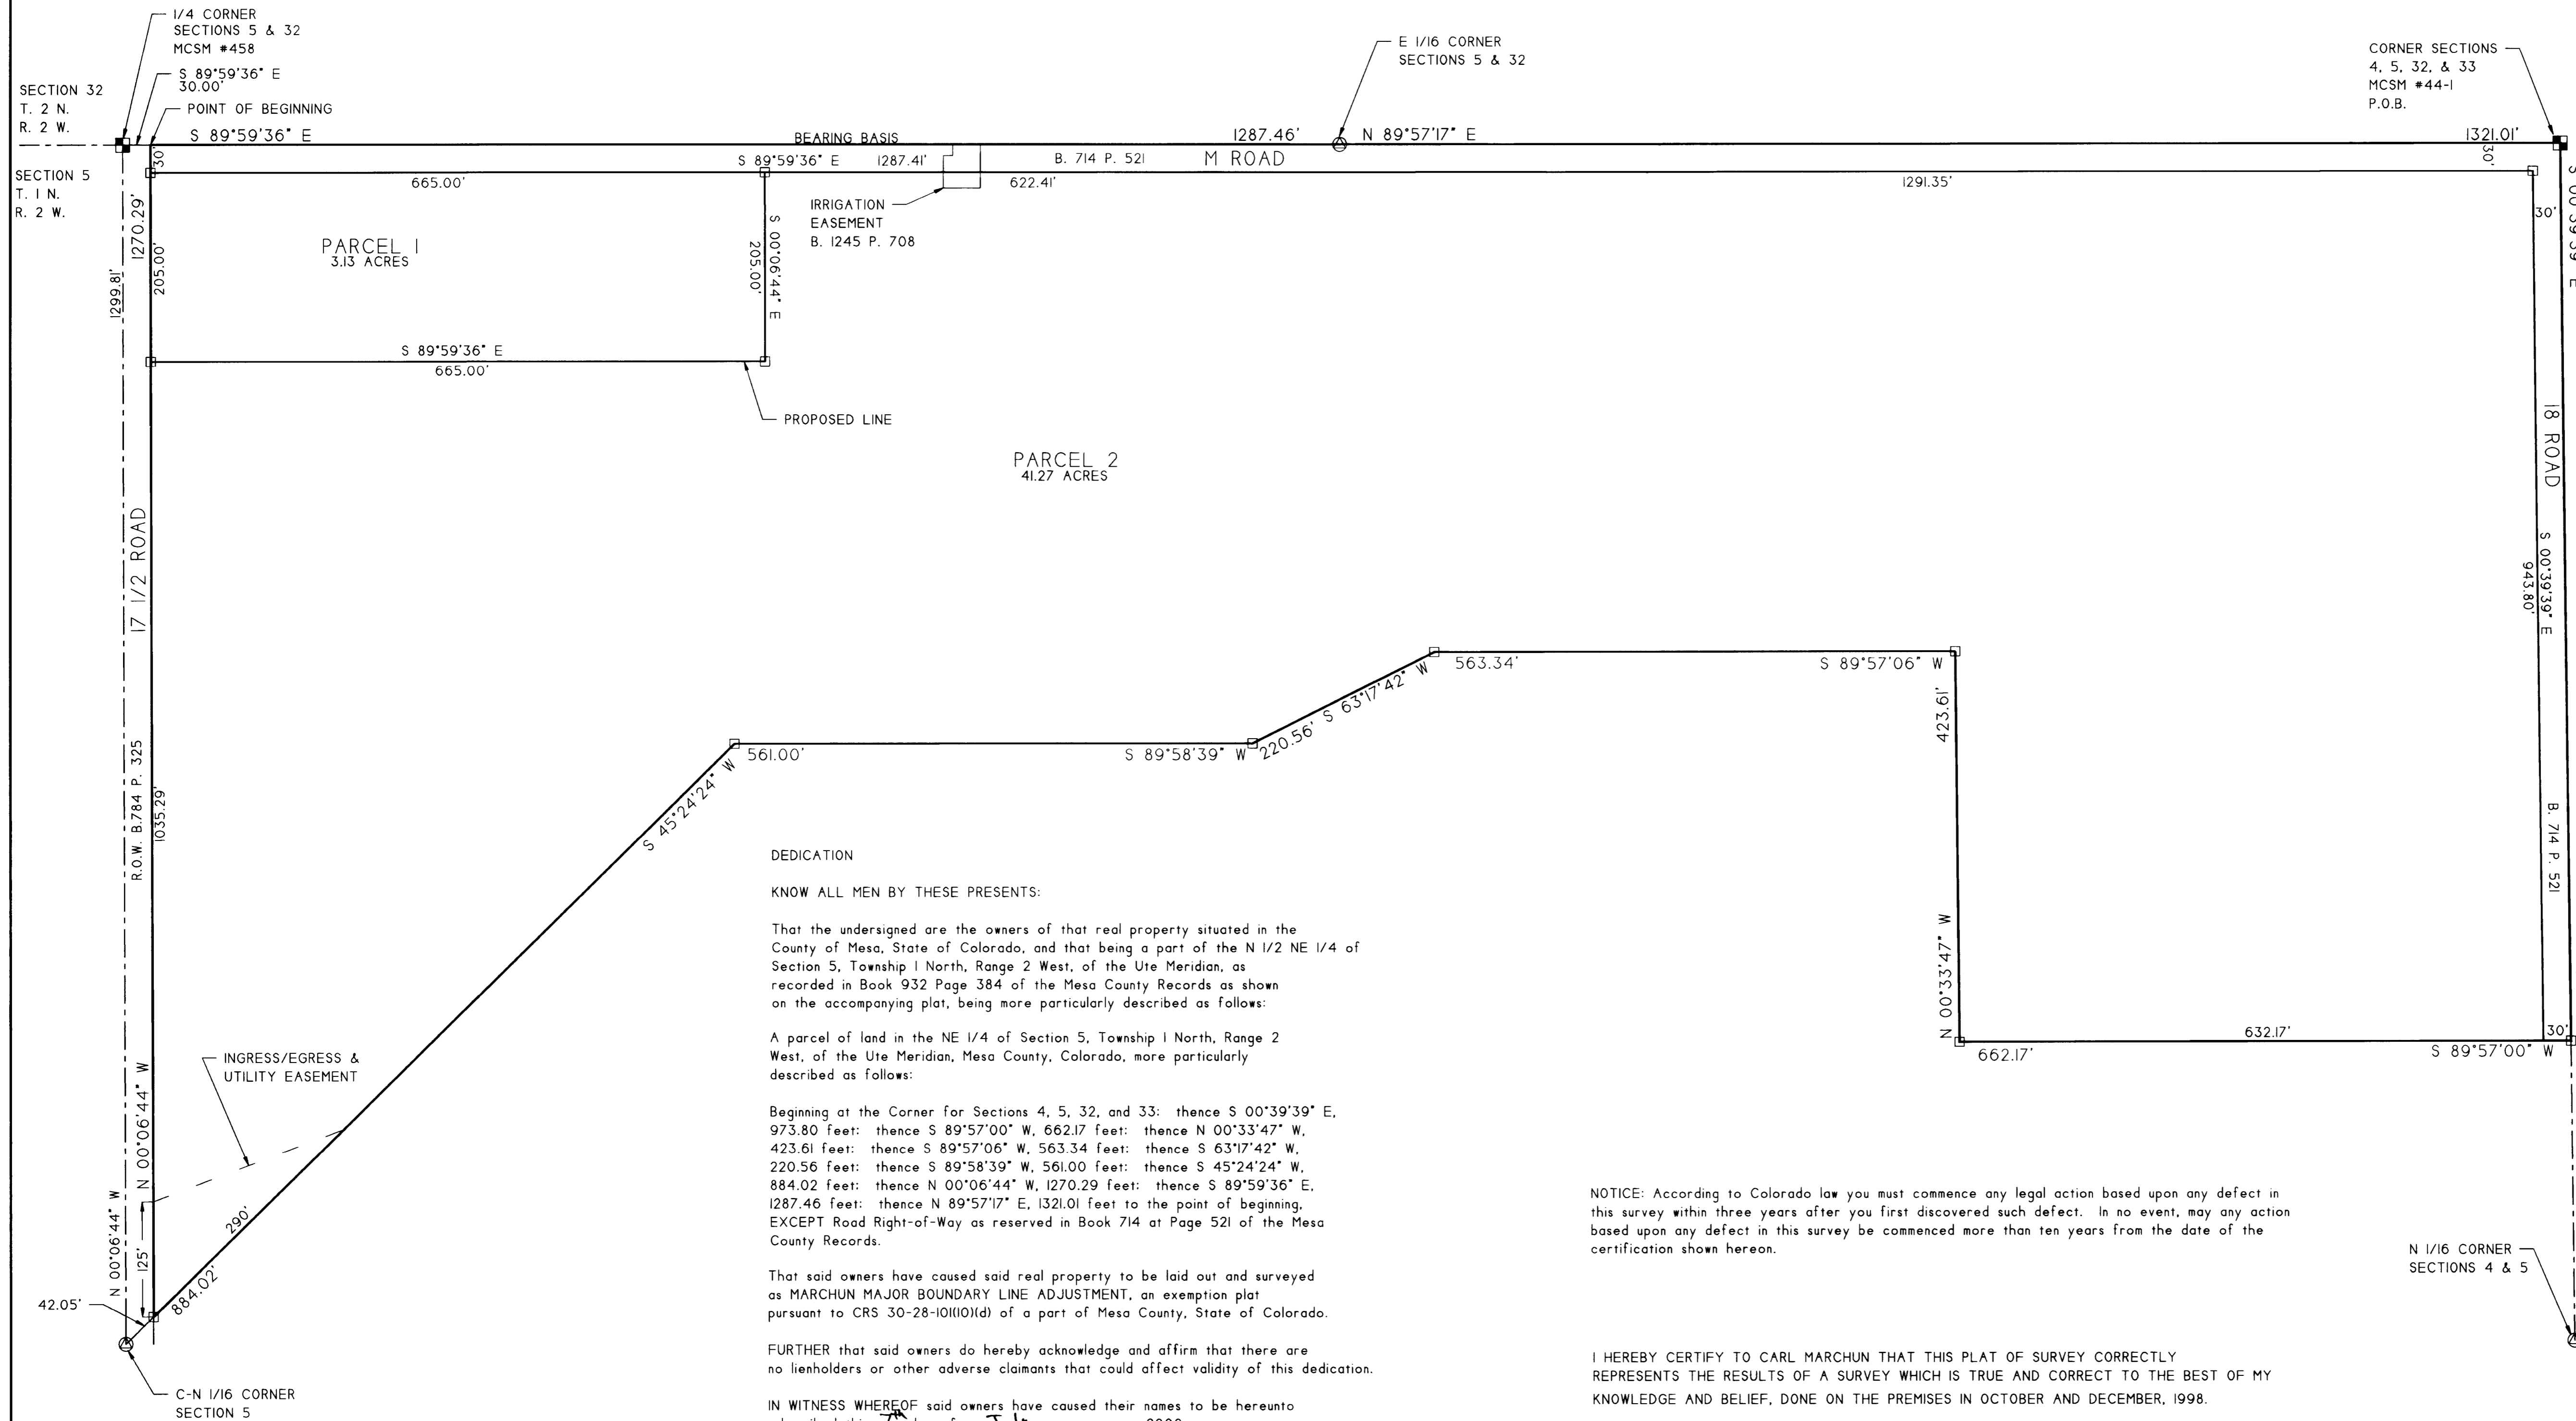 1/4 CORNER
SECTIONS 5 & 32
MCSM #458
S 89°59'36" E
30.00'
POINT OF BEGINNING
SECTION 32
T. 2 N.
R. 2 W.
SECTION 5
T. 1 N.
R. 2 W.
E 1/16 CORNER
SECTIONS 5 & 32
CORNER SECTIONS
4, 5, 32, & 33
MCSM #44-1
P.O.B.
S 89°59'36" E
BEARING BASIS
1287.46'
N 89°57'17" E
1321.01'
30'
S 89°59'36" E
1287.41'
B. 714 P. 521
M ROAD
30'
665.00'
622.41'
1291.35'
30'
S 00°39'39" E
1270.29'
1299.81'
205.00'
PARCEL 1
3.13 ACRES
205.00'
S 00°06'44" E
IRRIGATION
EASEMENT
B. 1245 P. 708
S 89°59'36" E
665.00'
PROPOSED LINE
PARCEL 2
41.27 ACRES
17 1/2 ROAD
18 ROAD
S 00°39'39" E
943.80'
B. 714 P. 521
563.34'
S 89°57'06" W
220.56'
S 63°17'42" W
423.61'
N 00°33'47" W
561.00'
S 89°58'39" W
S 45°24'24" W
R.O.W. B.784 P. 325
1035.29'
632.17'
30'
662.17'
S 89°57'00" W
INGRESS/EGRESS &
UTILITY EASEMENT
N 00°06'44" W
N 00°06'44" W
125'
290'
884.02'
42.05'
C-N 1/16 CORNER
SECTION 5
DEDICATION
KNOW ALL MEN BY THESE PRESENTS:
That the undersigned are the owners of that real property situated in the
County of Mesa, State of Colorado, and that being a part of the N 1/2 NE 1/4 of
Section 5, Township 1 North, Range 2 West, of the Ute Meridian, as
recorded in Book 932 Page 384 of the Mesa County Records as shown
on the accompanying plat, being more particularly described as follows:
A parcel of land in the NE 1/4 of Section 5, Township 1 North, Range 2
West, of the Ute Meridian, Mesa County, Colorado, more particularly
described as follows:
Beginning at the Corner for Sections 4, 5, 32, and 33: thence S 00°39'39" E,
973.80 feet: thence S 89°57'00" W, 662.17 feet: thence N 00°33'47" W,
423.61 feet: thence S 89°57'06" W, 563.34 feet: thence S 63°17'42" W,
220.56 feet: thence S 89°58'39" W, 561.00 feet: thence S 45°24'24" W,
884.02 feet: thence N 00°06'44" W, 1270.29 feet: thence S 89°59'36" E,
1287.46 feet: thence N 89°57'17" E, 1321.01 feet to the point of beginning,
EXCEPT Road Right-of-Way as reserved in Book 714 at Page 521 of the Mesa
County Records.
That said owners have caused said real property to be laid out and surveyed
as MARCHUN MAJOR BOUNDARY LINE ADJUSTMENT, an exemption plat
pursuant to CRS 30-28-101(10)(d) of a part of Mesa County, State of Colorado.
FURTHER that said owners do hereby acknowledge and affirm that there are
no lienholders or other adverse claimants that could affect validity of this dedication.
IN WITNESS WHEREOF said owners have caused their names to be hereunto
NOTICE: According to Colorado law you must commence any legal action based upon any defect in
this survey within three years after you first discovered such defect. In no event, may any action
based upon any defect in this survey be commenced more than ten years from the date of the
certification shown hereon.
N 1/16 CORNER
SECTIONS 4 & 5
I HEREBY CERTIFY TO CARL MARCHUN THAT THIS PLAT OF SURVEY CORRECTLY
REPRESENTS THE RESULTS OF A SURVEY WHICH IS TRUE AND CORRECT TO THE BEST OF MY
KNOWLEDGE AND BELIEF, DONE ON THE PREMISES IN OCTOBER AND DECEMBER, 1998.